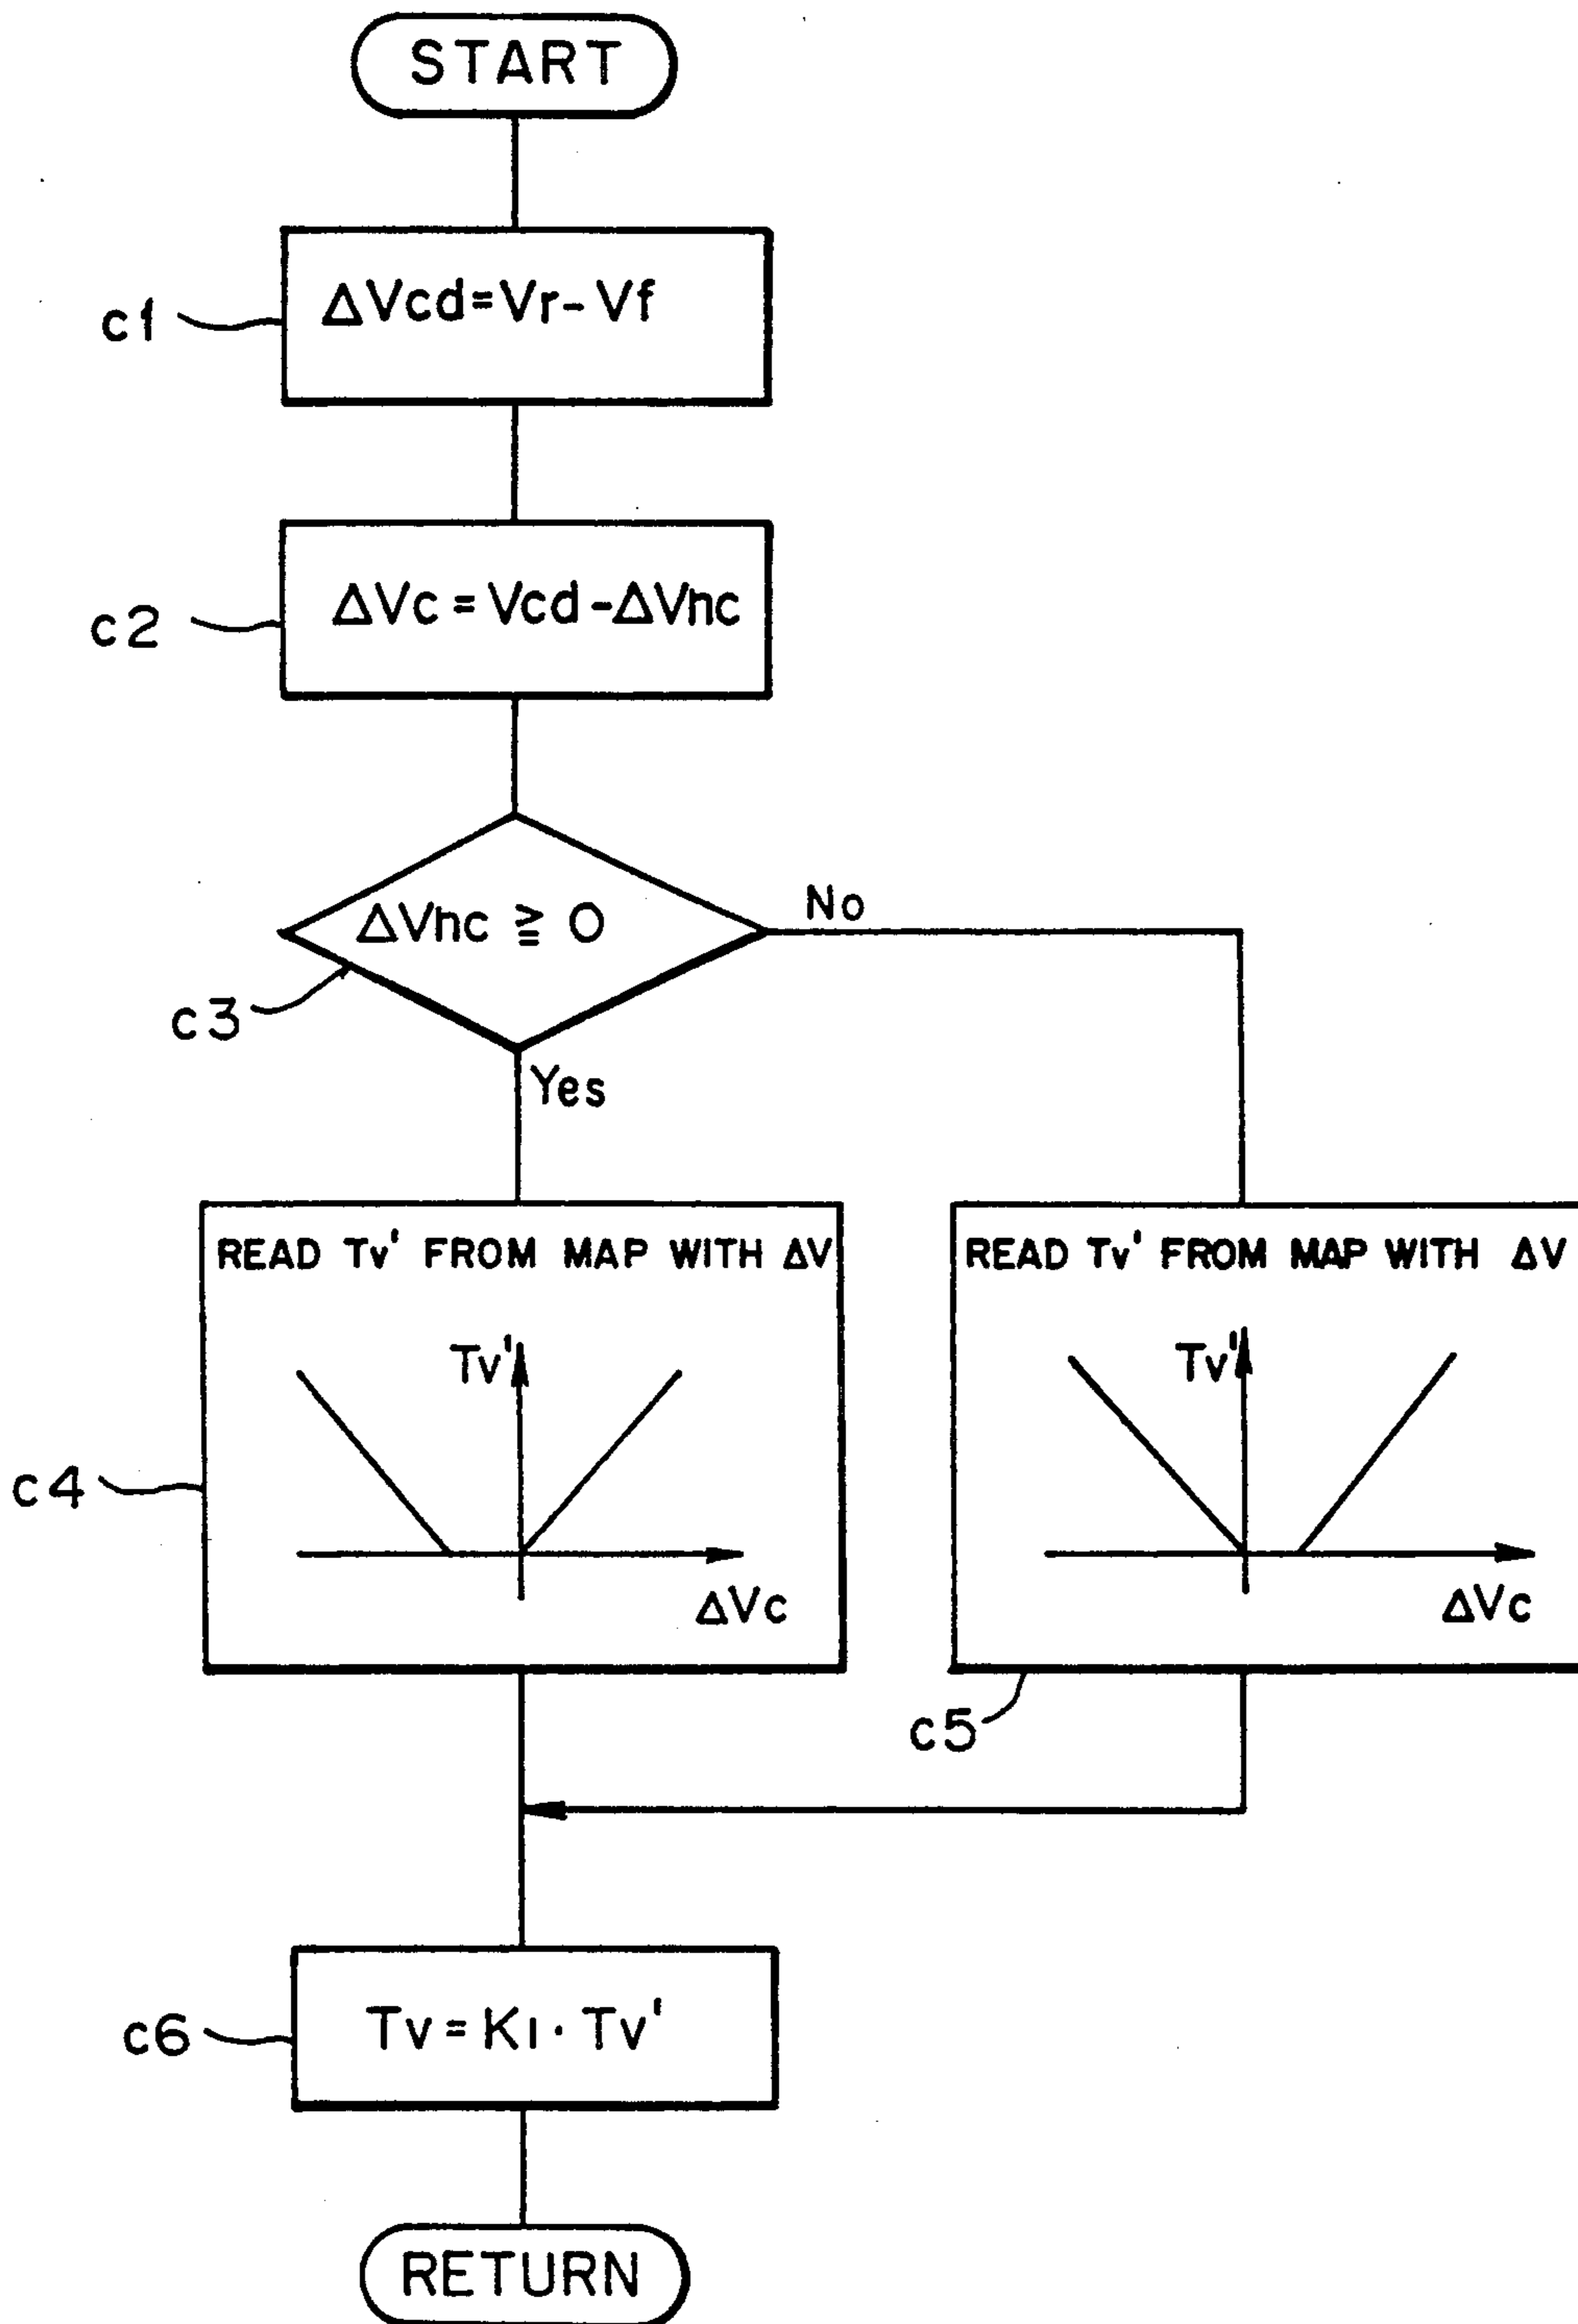 START
c1
ΔVcd=Vr-Vf
c2
ΔVc=Vcd-ΔVhc
ΔVhc ≧ 0
No
c3
Yes
READ Tv' FROM MAP WITH ΔV
Tv'
ΔVc
c4
READ Tv' FROM MAP WITH ΔV
Tv'
ΔVc
c5
c6
Tv=K1·Tv'
RETURN